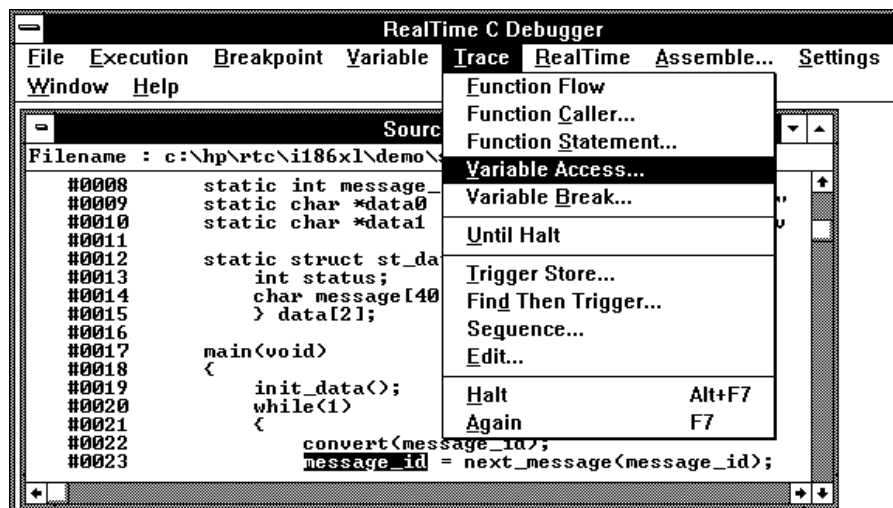 RealTime C Debugger
File Execution Breakpoint Variable Trace RealTime Assemble... Settings
Window Help
Function Flow
Function Caller...
Function Statement...
Variable Access...
Variable Break...
Until Halt
Trigger Store...
Find Then Trigger...
Sequence...
Edit...
Halt Alt+F7
Again F7
Sourc
Filename : c:\hp\rtc\i186xl\demo\
#0008 static int message_
#0009 static char *data0
#0010 static char *data1
#0011
#0012 static struct st_da
#0013 int status;
#0014 char message[40
#0015 } data[2];
#0016
#0017 main(void)
#0018 {
#0019 init_data();
#0020 while(1)
#0021 {
#0022 convert(message_id);
#0023 message_id = next_message(message_id);